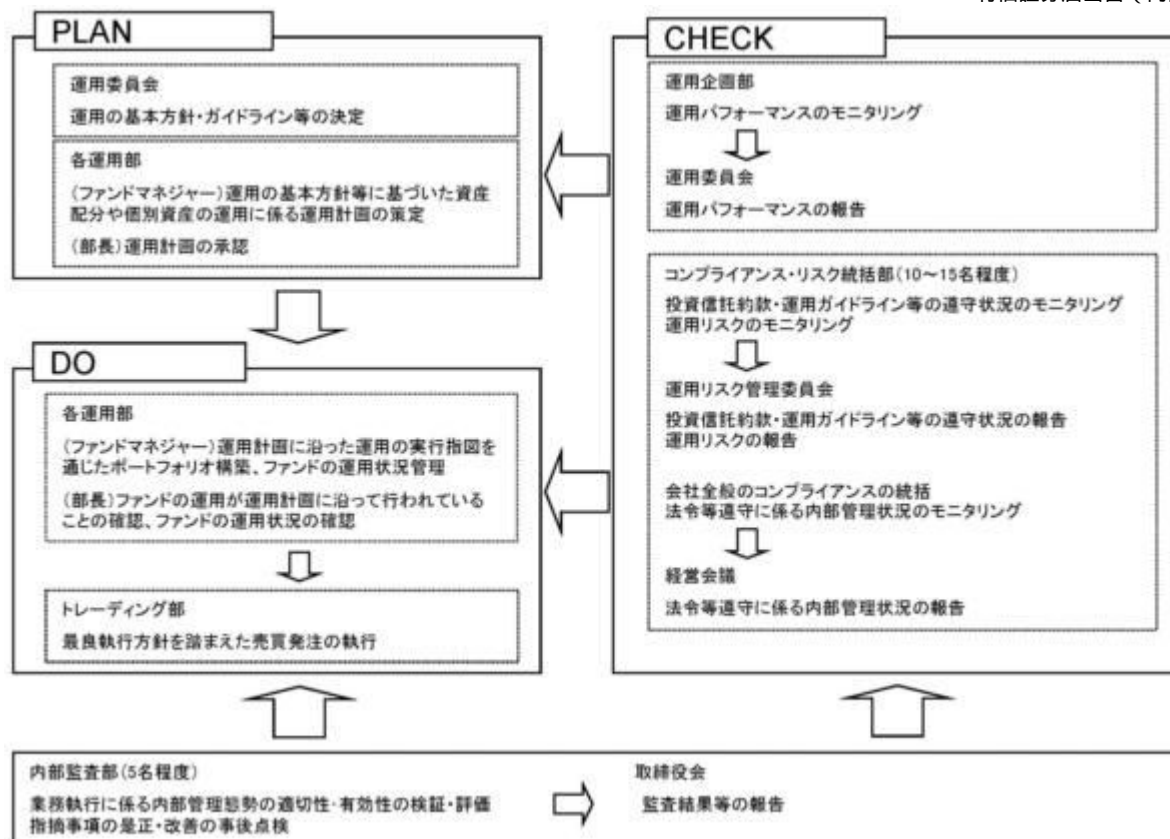 PLAN
運用委員会
運用の基本方針・ガイドライン等の決定
各運用部
(ファンドマネジャー)運用の基本方針等に基づいた資産
配分や個別資産の運用に係る運用計画の策定
(部長)運用計画の承認
DO
各運用部
(ファンドマネジャー)運用計画に沿った運用の実行指図を
通じたポートフォリオ構築、ファンドの運用状況管理
(部長)ファンドの運用が運用計画に沿って行われている
ことの確認、ファンドの運用状況の確認
トレーディング部
最良執行方針を踏まえた売買発注の執行
CHECK
運用企画部
運用パフォーマンスのモニタリング
運用委員会
運用パフォーマンスの報告
コンプライアンス・リスク統括部(10~15名程度)
投資信託約款・運用ガイドライン等の遵守状況のモニタリング
運用リスクのモニタリング
運用リスク管理委員会
投資信託約款・運用ガイドライン等の遵守状況の報告
運用リスクの報告
会社全般のコンプライアンスの統括
法令等遵守に係る内部管理状況のモニタリング
経営会議
法令等遵守に係る内部管理状況の報告
内部監査部(5名程度)
業務執行に係る内部管理態勢の適切性・有効性の検証・評価
指摘事項の是正・改善の事後点検
取締役会
監査結果等の報告